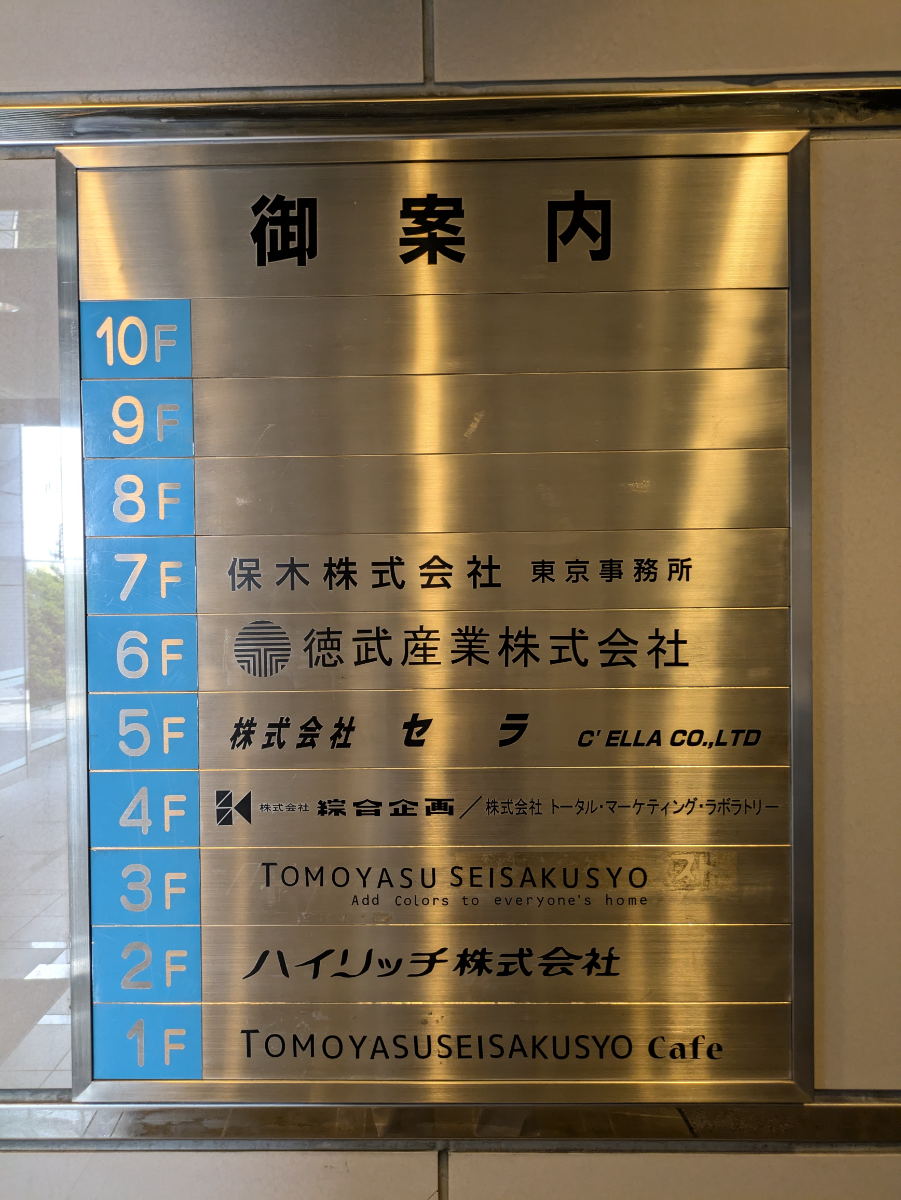 御案内
10F
9F
8F
7F 保木株式会社 東京事務所
6F 徳武産業株式会社
5F 株式会社 セラ C' ELLA CO.,LTD
4F 株式会社 綜合企画／株式会社 トータル・マーケティング・ラボラトリー
3F TOMOYASU SEISAKUSYO
Add Colors to everyone's home
2F ハイリッチ株式会社
1F TOMOYASUSEISAKUSYO Cafe